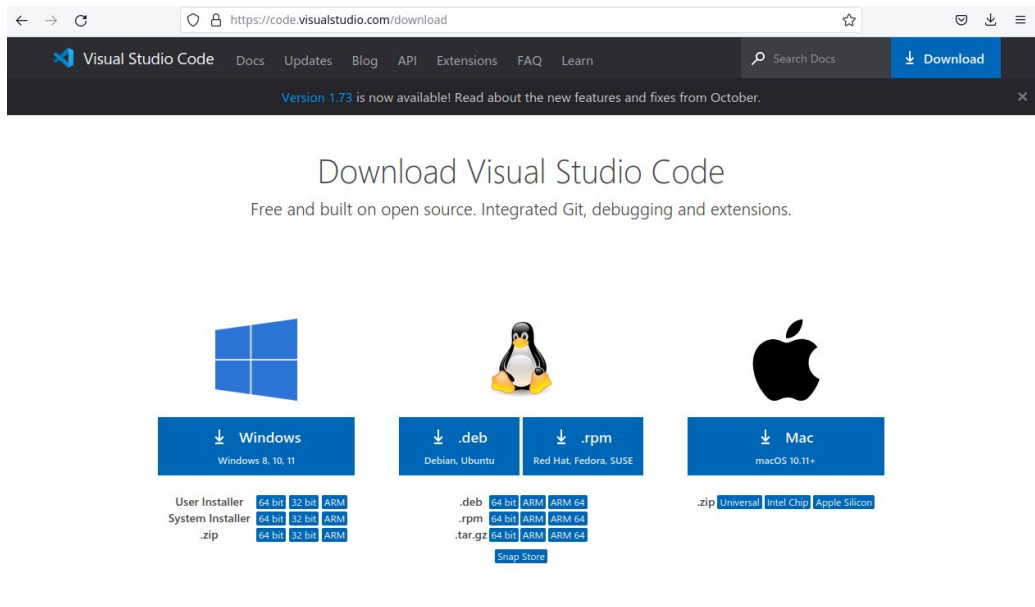 https://code.visualstudio.com/download
Visual Studio Code Docs Updates Blog API Extensions FAQ Learn Search Docs Download
Version 1.73 is now available! Read about the new features and fixes from October.
Download Visual Studio Code
Free and built on open source. Integrated Git, debugging and extensions.
Windows
Windows 8, 10, 11
User Installer 64 bit 32 bit ARM
System Installer 64 bit 32 bit ARM
.zip 64 bit 32 bit ARM
.deb
Debian, Ubuntu
.rpm
Red Hat, Fedora, SUSE
.deb 64 bit ARM ARM 64
.rpm 64 bit ARM ARM 64
.tar.gz 64 bit ARM ARM 64
Snap Store
Mac
macOS 10.11+
.zip Universal Intel Chip Apple Silicon